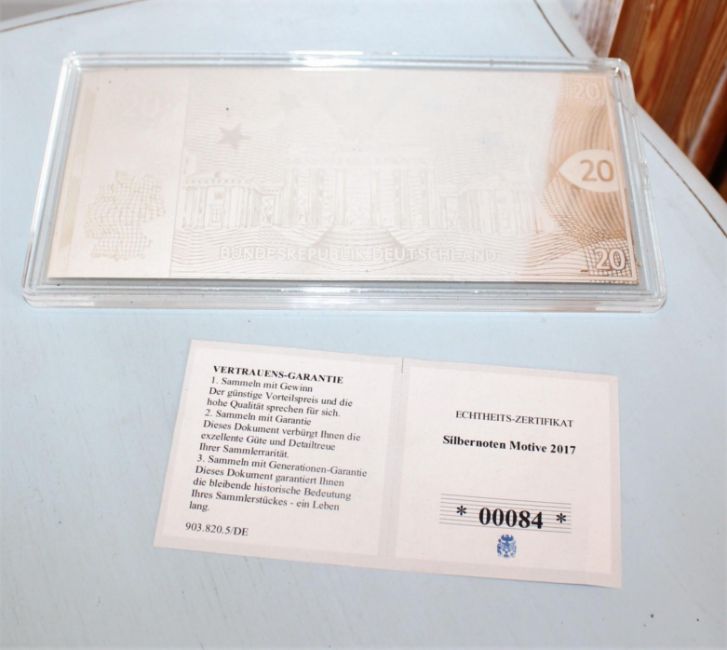 20
20
20
BUNDESREPUBLIK DEUTSCHLAND
20
VERTRAUENS-GARANTIE
1. Sammeln mit Gewinn
Der günstige Vorteilspreis und die
hohe Qualität sprechen für sich.
2. Sammeln mit Garantie
Dieses Dokument verbürgt Ihnen die
exzellente Güte und Detailtreue
Ihrer Sammlerrarität.
3. Sammeln mit Generationen-Garantie
Dieses Dokument garantiert Ihnen
die bleibende historische Bedeutung
Ihres Sammlerstückes - ein Leben
lang.
903.820.5/DE
ECHTHEITS-ZERTIFIKAT
Silbernoten Motive 2017
* 00084 *